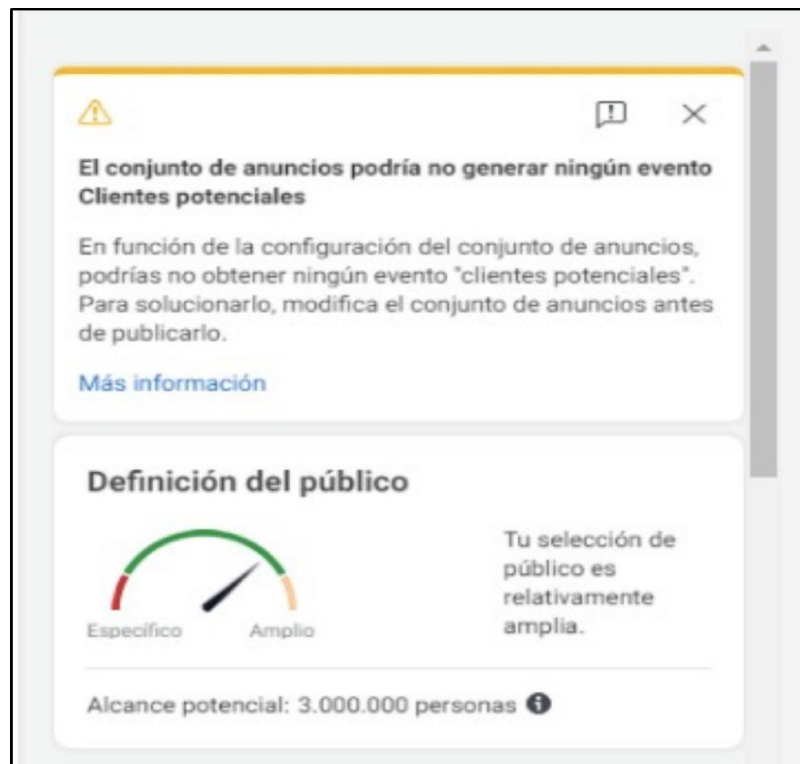 El conjunto de anuncios podría no generar ningún evento
Clientes potenciales
En función de la configuración del conjunto de anuncios,
podrías no obtener ningún evento "clientes potenciales".
Para solucionarlo, modifica el conjunto de anuncios antes
de publicarlo.
Más información
Definición del público
Específico
Amplio
Tu selección de
público es
relativamente
amplia.
Alcance potencial: 3.000.000 personas